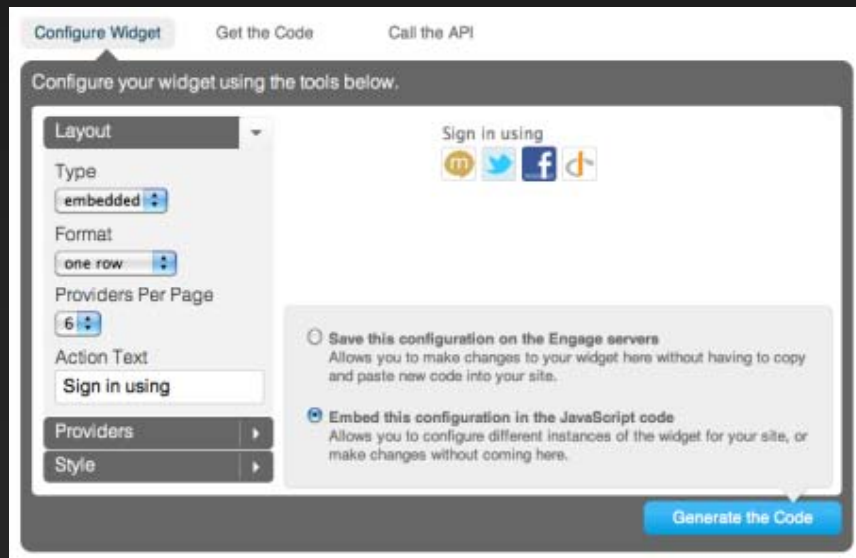 Configure Widget
Get the Code
Call the API
Configure your widget using the tools below.
Layout
Type
embedded
Format
one row
Providers Per Page
6
Action Text
Sign in using
Providers
Style
Sign in using
m
f
Save this configuration on the Engage servers
Allows you to make changes to your widget here without having to copy
and paste new code into your site.
Embed this configuration in the JavaScript code
Allows you to configure different instances of the widget for your site, or
make changes without coming here.
Generate the Code